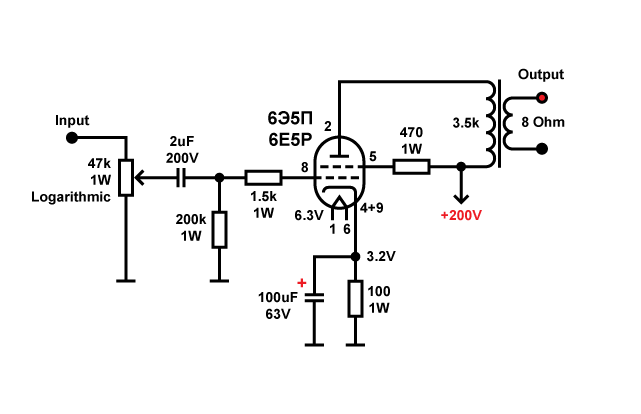 Output
8 Ohm
3.5k
6Э5П
6E5P
2
470
1W
5
+200V
Input
2uF
200V
47k
1W
Logarithmic
8
1.5k
1W
200k
1W
6.3V
4+9
1 6
3.2V
+
100uF
63V
100
1W